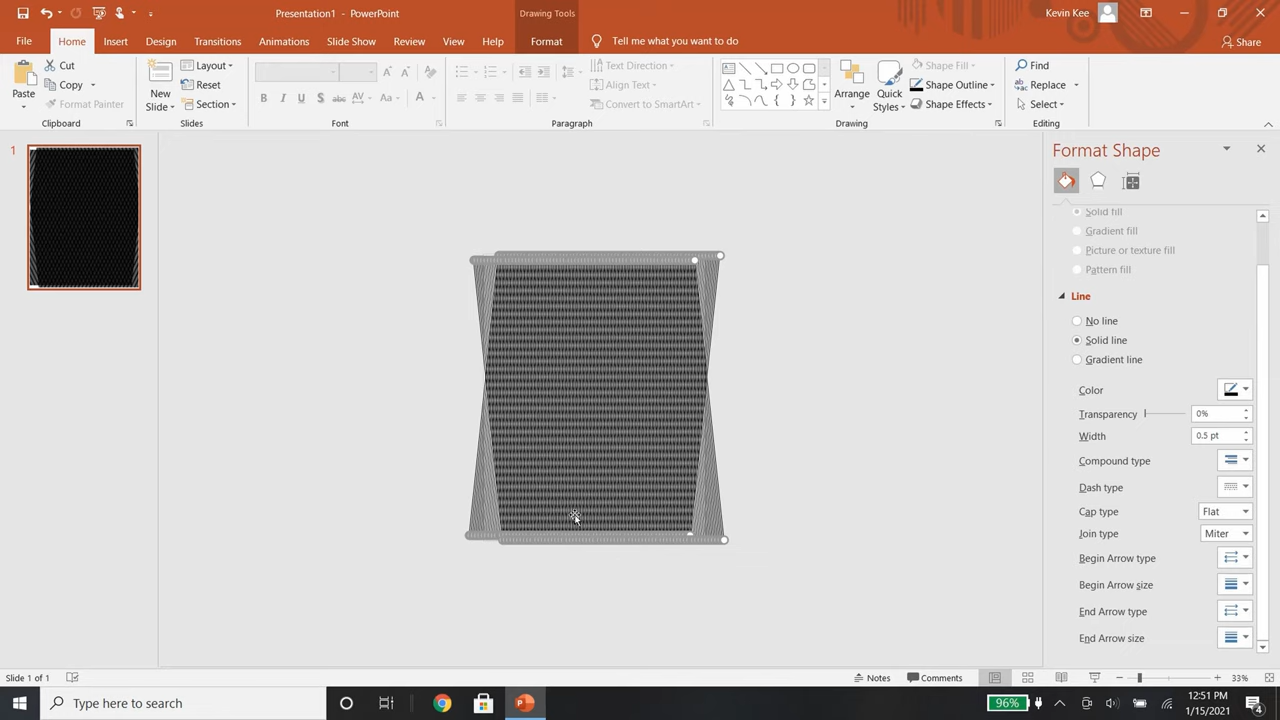 Presentation1 - PowerPoint
Drawing Tools
Kevin Kee
File Home Insert Design Transitions Animations Slide Show Review View Help Format Tell me what you want to do Share
Paste
Cut
Copy
Format Painter
Clipboard
New Slide
Layout
Reset
Section
Slides
B I U S abc AV Aa A
Font
Text Direction
Align Text
Convert to SmartArt
Paragraph
Arrange
Quick Styles
Shape Fill
Shape Outline
Shape Effects
Drawing
Find
Replace
Select
Editing
1
Format Shape
Solid fill
Gradient fill
Picture or texture fill
Pattern fill
Line
No line
Solid line
Gradient line
Color
Transparency 0%
Width 0.5 pt
Compound type
Dash type
Cap type Flat
Join type Miter
Begin Arrow type
Begin Arrow size
End Arrow type
End Arrow size
Slide 1 of 1
Notes Comments 33%
Type here to search
96%
12:51 PM
1/15/2021
4